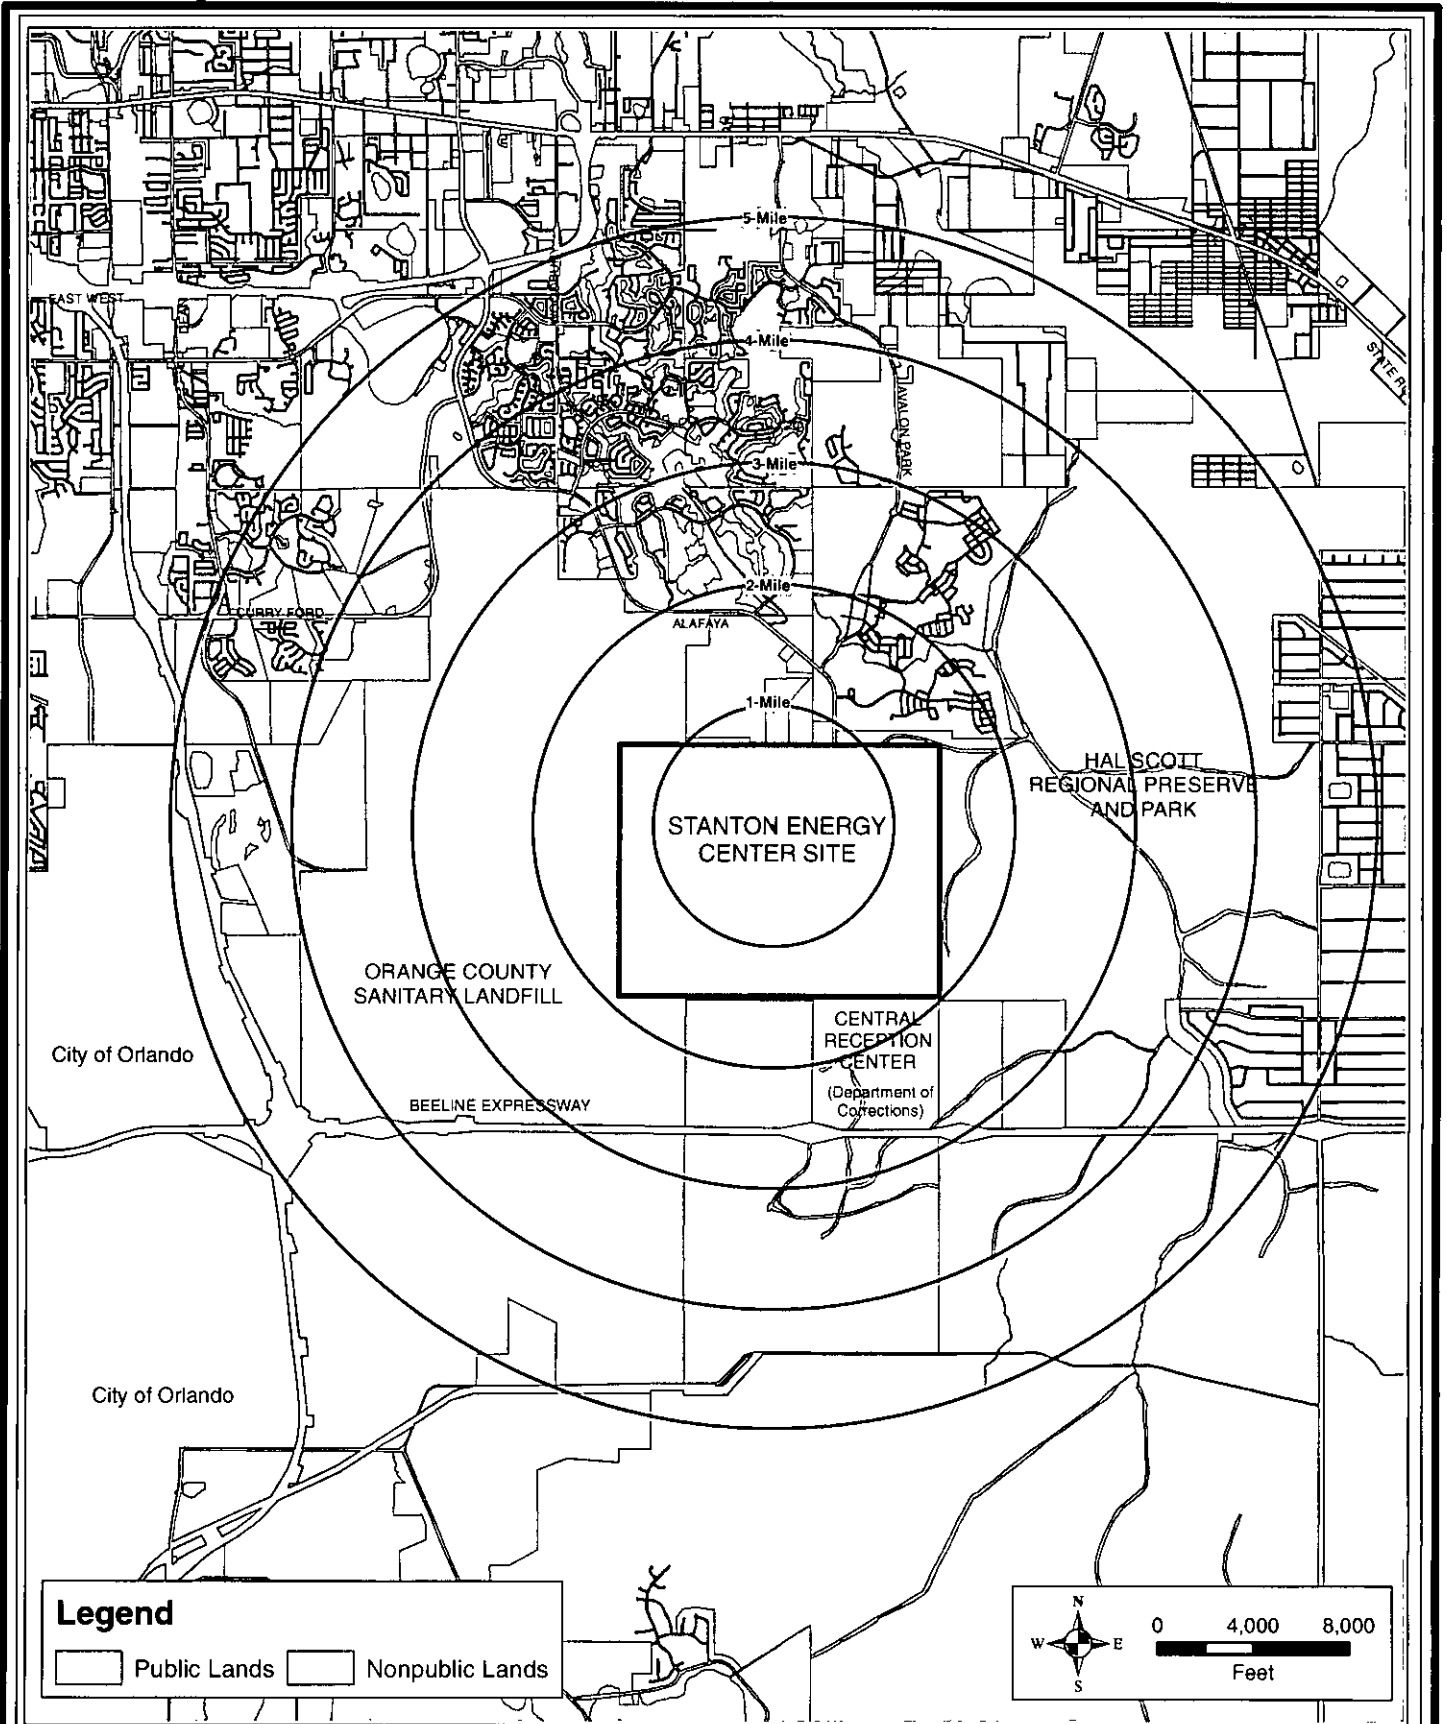 5-Mile
EAST WEST
4-Mile
STATE R
AVALON PARK
3-Mile
2-Mile
CURRY FORD
ALAFAYA
1-Mile
HAL SCOTT
REGIONAL PRESERVE
AND PARK
STANTON ENERGY
CENTER SITE
ORANGE COUNTY
SANITARY LANDFILL
CENTRAL
RECEPTION
CENTER
(Department of
Corrections)
City of Orlando
BEELINE EXPRESSWAY
City of Orlando
Legend
Public Lands
Nonpublic Lands
N
W E
S
0 4,000 8,000
Feet